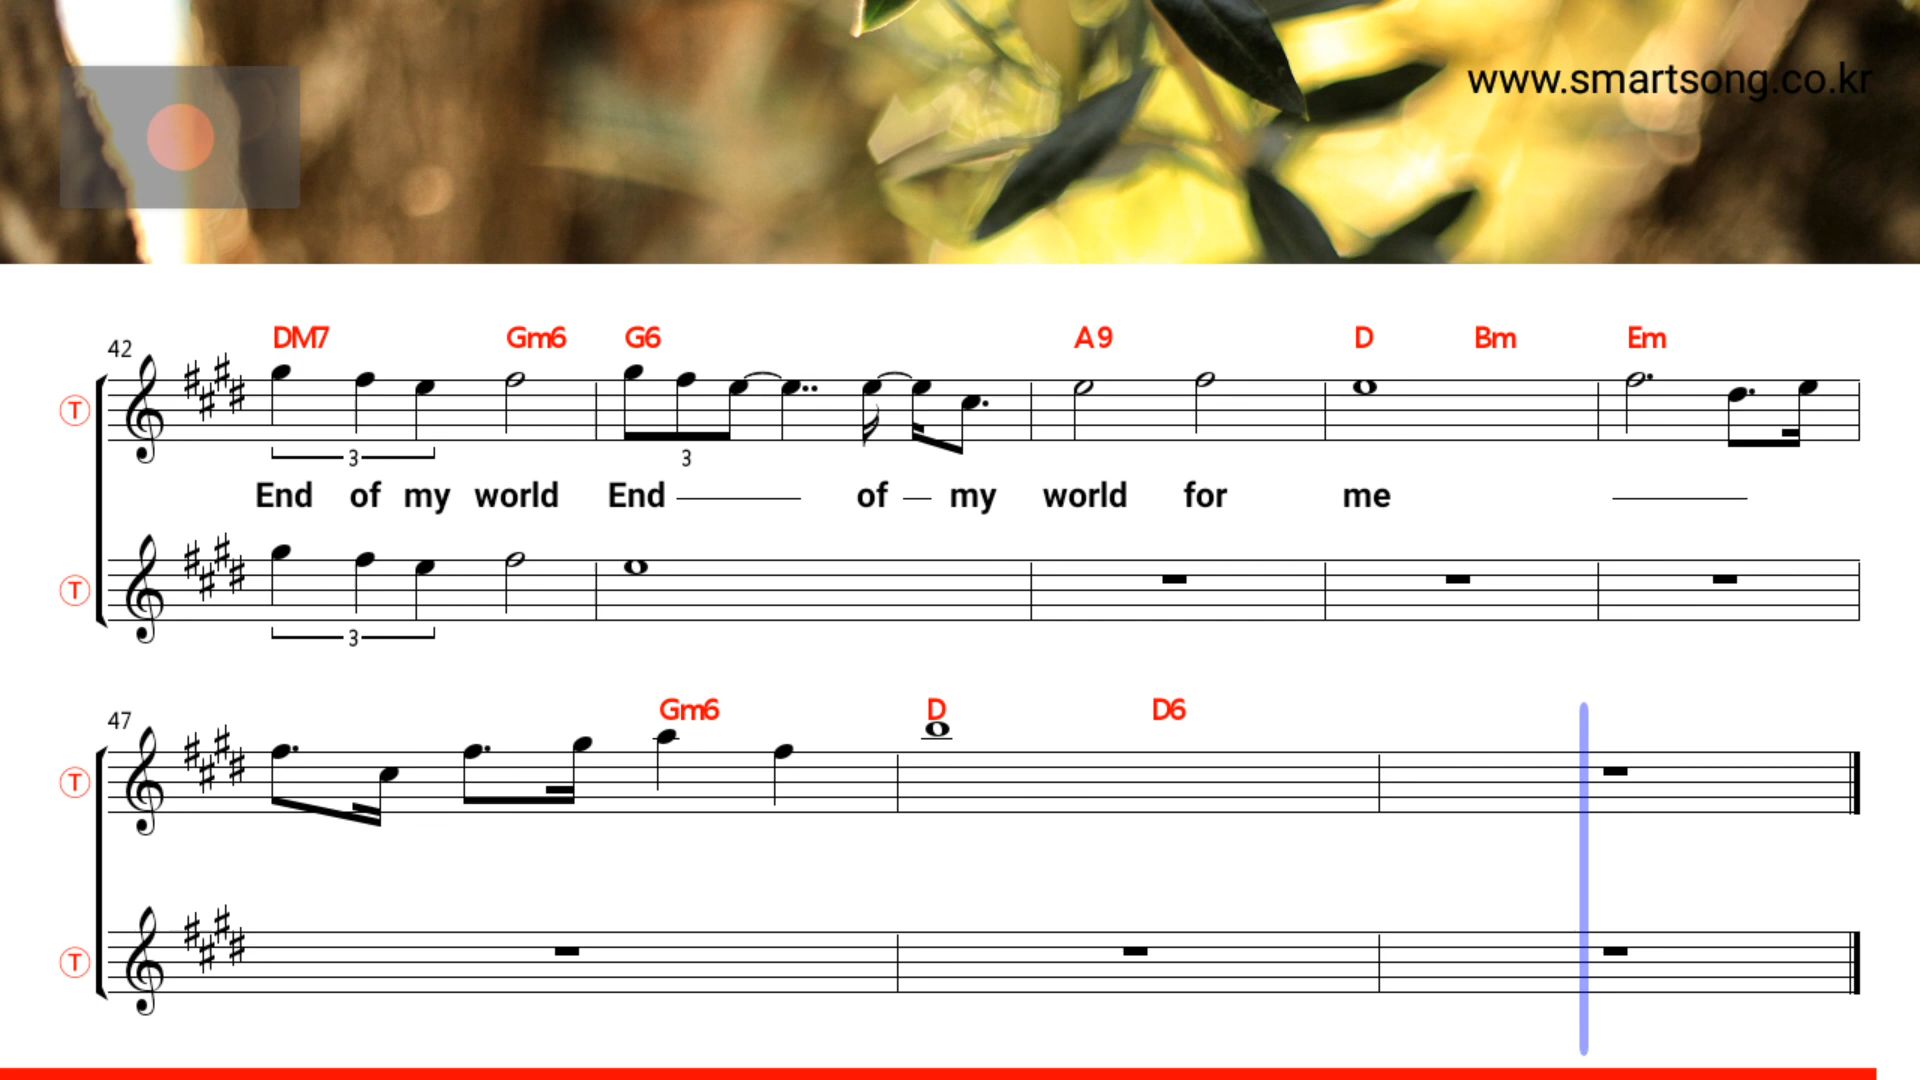 www.smartsong.co.kr
42 DM7 Gm6 G6 A9 D Bm Em
T
3 3
End of my world End of my world for me
T
3
47 Gm6 D D6
T
T